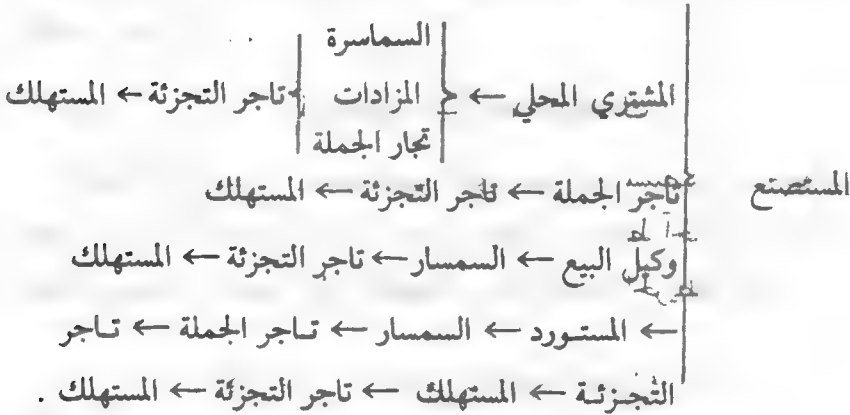 السماسرة
المشتري المحلي ← المزادات تاجر التجزئة ← المستهلك
تجار الجملة
المستصنع تاجر الجملة ← تاجر التجزئة ← المستهلك
وكيل البيع ← السمسار ← تاجر التجزئة ← المستهلك
← المستورد ← السمسار ← تاجر الجملة ← تاجر
التجزئة ← المستهلك ← تاجر التجزئة ← المستهلك .